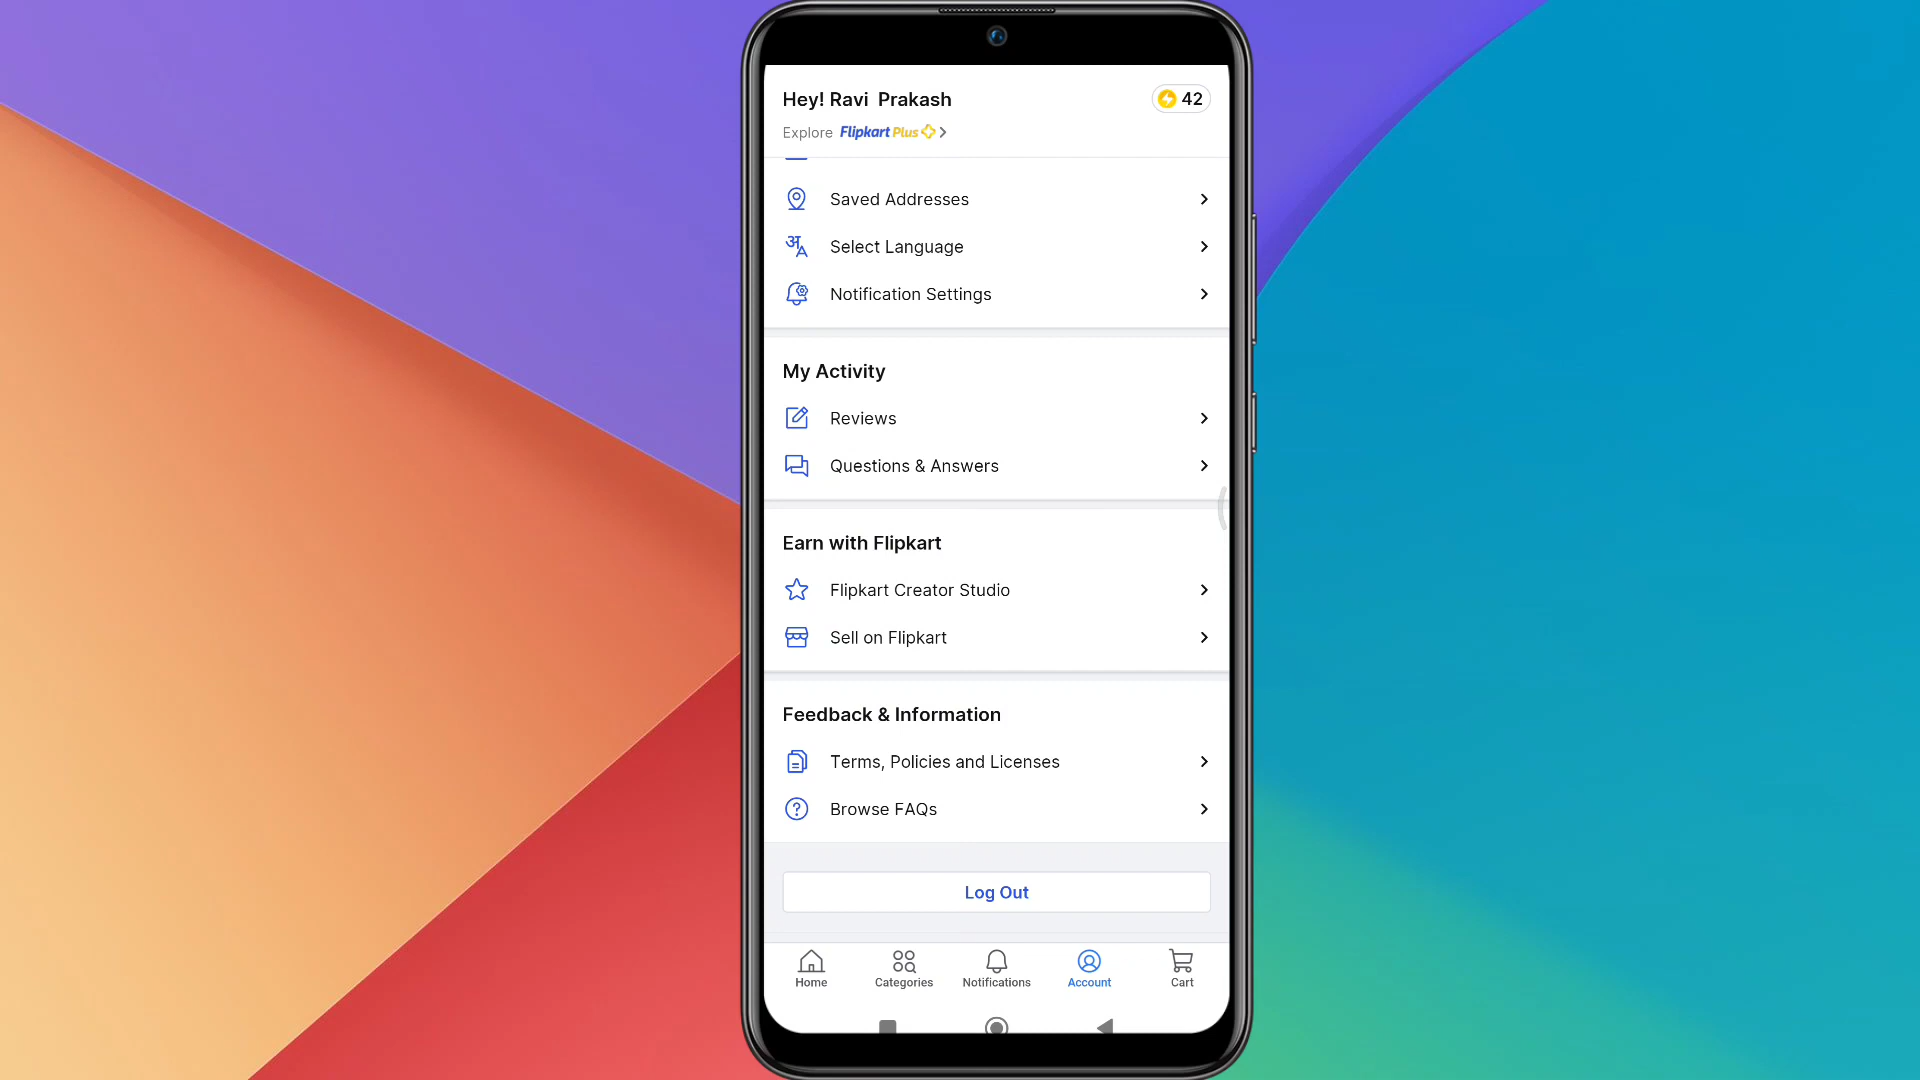 Hey! Ravi Prakash
42
Explore Flipkart Plus
Saved Addresses
Select Language
Notification Settings
My Activity
Reviews
Questions & Answers
Earn with Flipkart
Flipkart Creator Studio
Sell on Flipkart
Feedback & Information
Terms, Policies and Licenses
Browse FAQs
Log Out
Home Categories Notifications Account Cart